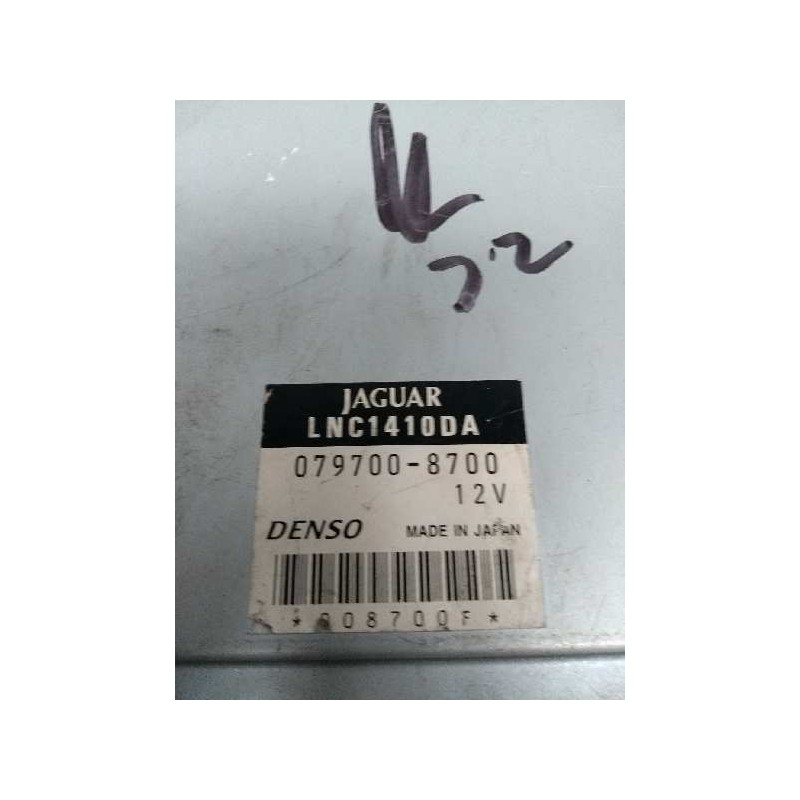 JAGUAR
LNC1410DA
079700-8700
12V
DENSO MADE IN JAPAN
*008700F*